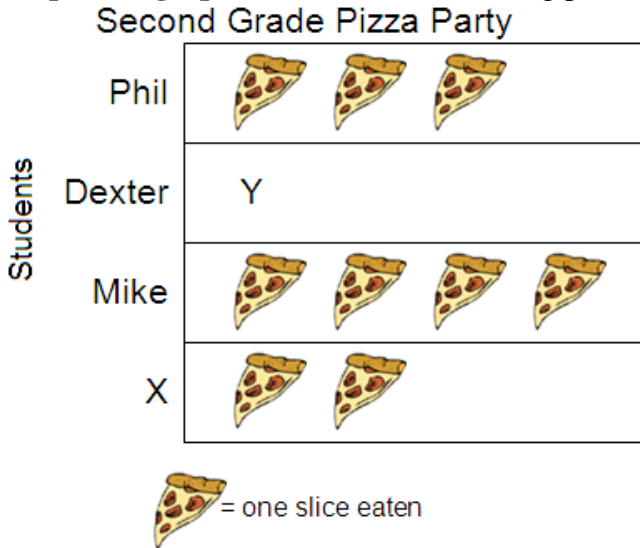 Second Grade Pizza Party
Students
Phil
Dexter Y
Mike
X
= one slice eaten